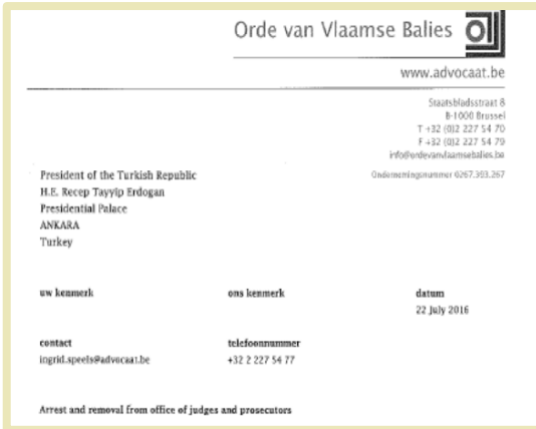 Orde van Vlaamse Balies
www.advocaat.be
Staatsbladsstraat 8
B-1000 Brussel
T +32 (0)2 227 54 70
F +32 (0)2 227 54 79
info@ordevanvlaamsebalies.be
Ondernemingsnummer 0267.393.267
President of the Turkish Republic
H.E. Recep Tayyip Erdogan
Presidential Palace
ANKARA
Turkey
uw kenmerk ons kenmerk datum
22 July 2016
contact telefoonnummer
ingrid.speels@advocaat.be +32 2 227 54 77
Arrest and removal from office of judges and prosecutors